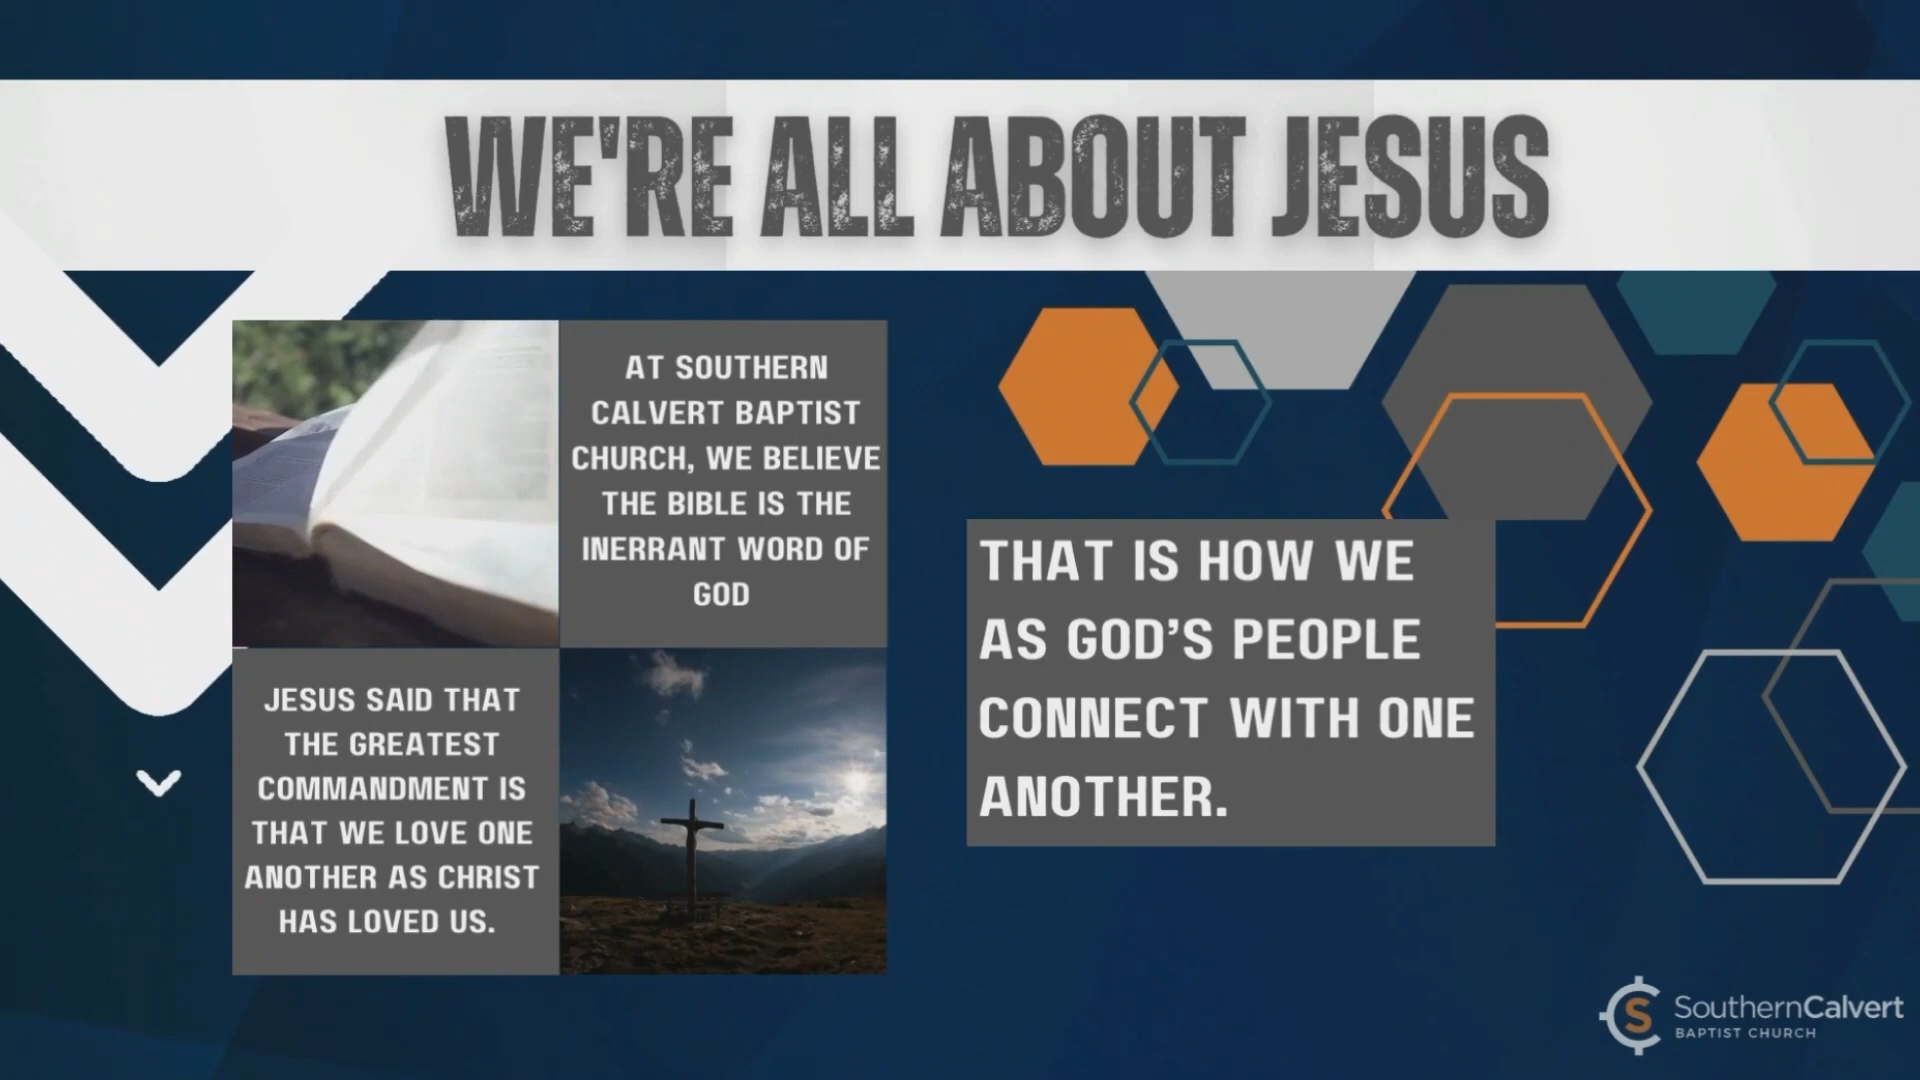 WE'RE ALL ABOUT JESUS
AT SOUTHERN
CALVERT BAPTIST
CHURCH, WE BELIEVE
THE BIBLE IS THE
INERRANT WORD OF
GOD
JESUS SAID THAT
THE GREATEST
COMMANDMENT IS
THAT WE LOVE ONE
ANOTHER AS CHRIST
HAS LOVED US.
THAT IS HOW WE
AS GOD’S PEOPLE
CONNECT WITH ONE
ANOTHER.
SouthernCalvert
BAPTIST CHURCH